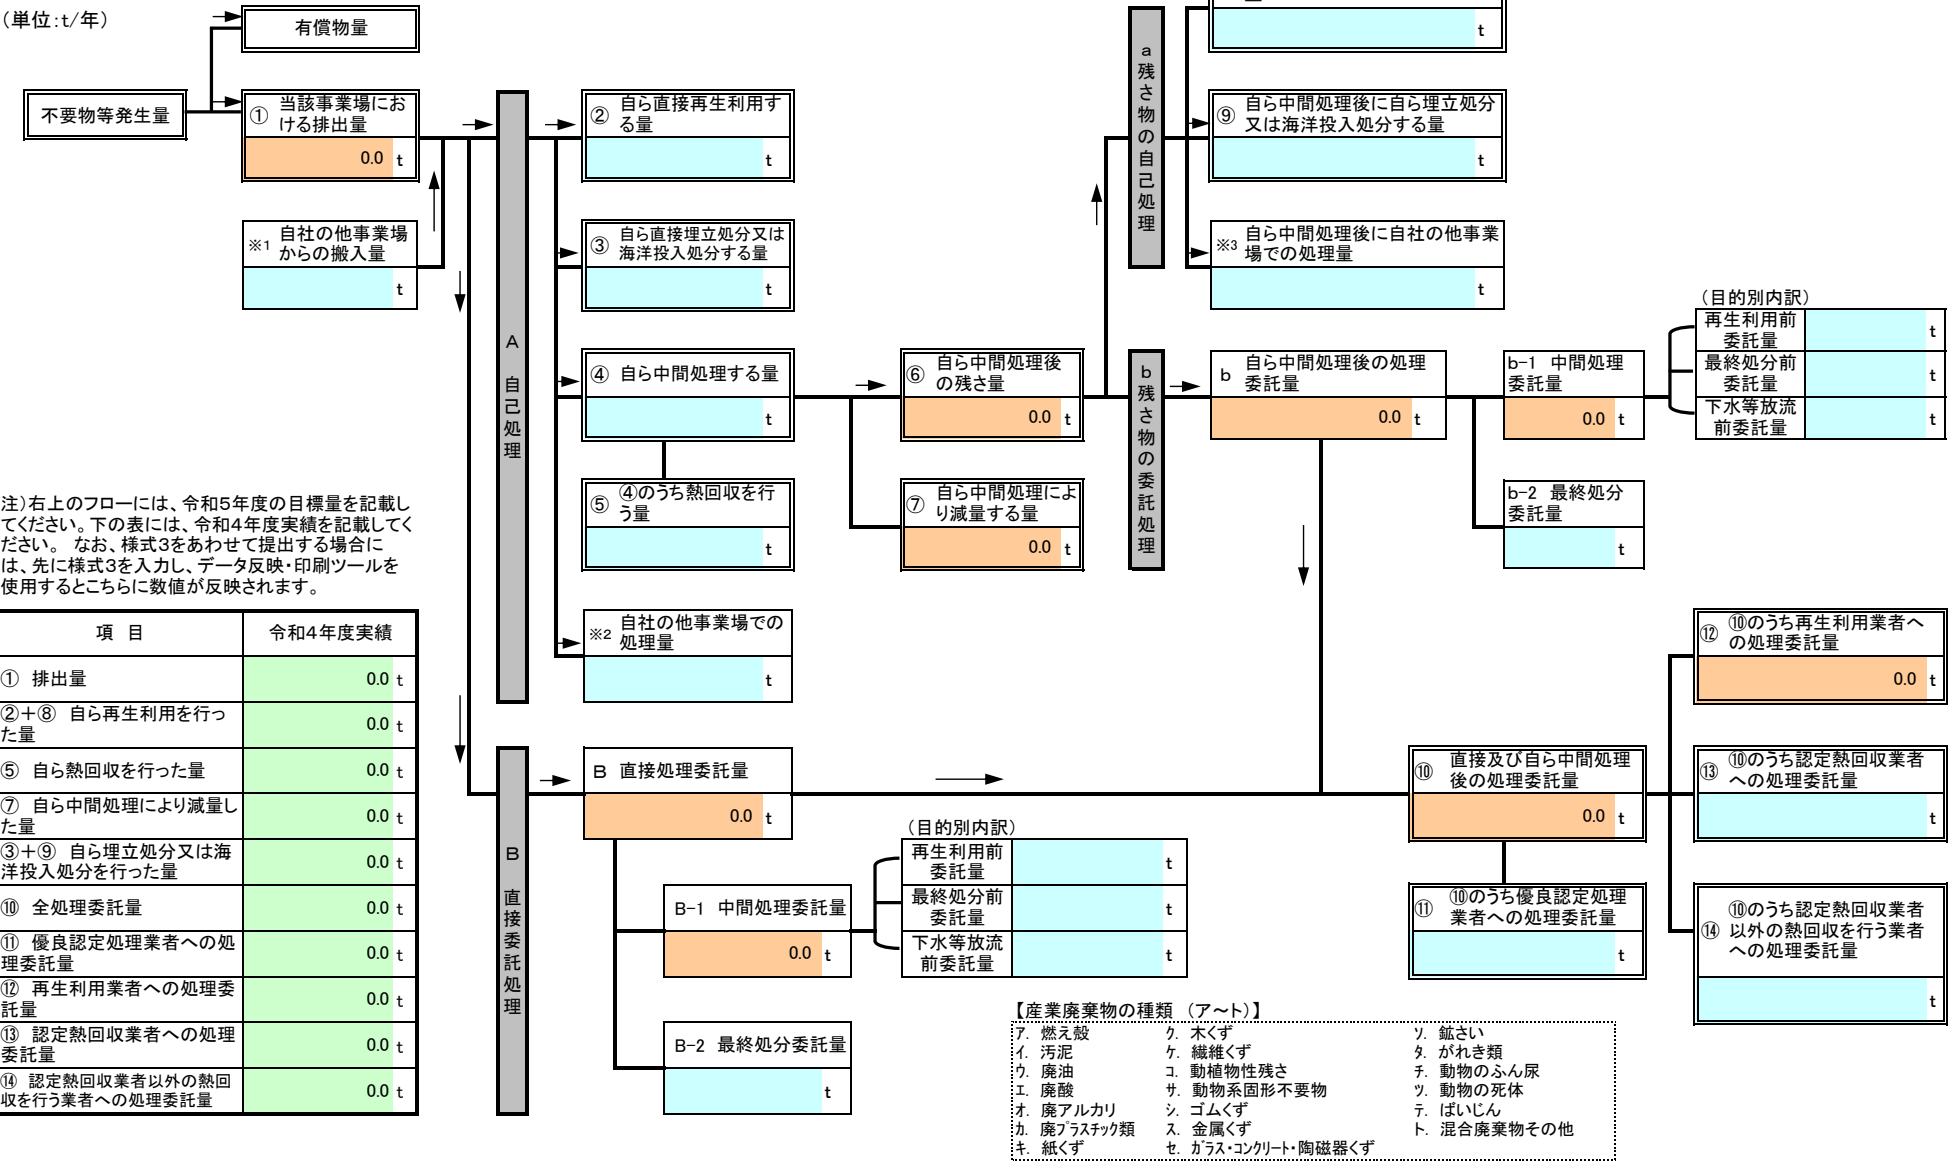 （単位:t/年）
有償物量
不要物等発生量
① 当該事業場にお
ける排出量
0.0 t
※1 自社の他事業場
からの搬入量
t
A 自己処理
② 自ら直接再生利用す
る量
t
③ 自ら直接埋立処分又は
海洋投入処分する量
t
④ 自ら中間処理する量
t
⑤ ④のうち熱回収を行
う量
t
※2 自社の他事業場での
処理量
t
⑥ 自ら中間処理後
の残さ量
0.0 t
⑦ 自ら中間処理によ
り減量する量
0.0 t
a 残さ物の自己処理
t
⑨ 自ら中間処理後に自ら埋立処分
又は海洋投入処分する量
t
※3 自ら中間処理後に自社の他事業
場での処理量
t
b 残さ物の委託処理
b 自ら中間処理後の処理
委託量
0.0 t
b-1 中間処理
委託量
0.0 t
b-2 最終処分
委託量
t
（目的別内訳）
再生利用前
委託量 t
最終処分前
委託量 t
下水等放流
前委託量 t
注）右上のフローには、令和5年度の目標量を記載し
てください。下の表には、令和4年度実績を記載してく
ださい。 なお、様式3をあわせて提出する場合に
は、先に様式3を入力し、データ反映・印刷ツールを
使用するとこちらに数値が反映されます。
項 目 令和4年度実績
① 排出量 0.0 t
②＋⑧ 自ら再生利用を行っ
た量 0.0 t
⑤ 自ら熱回収を行った量 0.0 t
⑦ 自ら中間処理により減量し
た量 0.0 t
③＋⑨ 自ら埋立処分又は海
洋投入処分を行った量 0.0 t
⑩ 全処理委託量 0.0 t
⑪ 優良認定処理業者への処
理委託量 0.0 t
⑫ 再生利用業者への処理委
託量 0.0 t
⑬ 認定熱回収業者への処理
委託量 0.0 t
⑭ 認定熱回収業者以外の熱回
収を行う業者への処理委託量 0.0 t
B 直接委託処理
B 直接処理委託量
0.0 t
B-1 中間処理委託量
0.0 t
B-2 最終処分委託量
t
（目的別内訳）
再生利用前
委託量 t
最終処分前
委託量 t
下水等放流
前委託量 t
⑩ 直接及び自ら中間処理
後の処理委託量
0.0 t
⑪ ⑩のうち優良認定処理
業者への処理委託量
t
⑫ ⑩のうち再生利用業者へ
の処理委託量
0.0 t
⑬ ⑩のうち認定熱回収業者
への処理委託量
t
⑭ ⑩のうち認定熱回収業者
以外の熱回収を行う業者
への処理委託量
t
【産業廃棄物の種類 （ア～ト）】
ア. 燃え殻 ク. 木くず ソ. 鉱さい
イ. 汚泥 ケ. 繊維くず タ. がれき類
ウ. 廃油 コ. 動植物性残さ チ. 動物のふん尿
エ. 廃酸 サ. 動物系固形不要物 ツ. 動物の死体
オ. 廃アルカリ シ. ゴムくず テ. ばいじん
カ. 廃プラスチック類 ス. 金属くず ト. 混合廃棄物その他
キ. 紙くず セ. ガラス・コンクリート・陶磁器くず